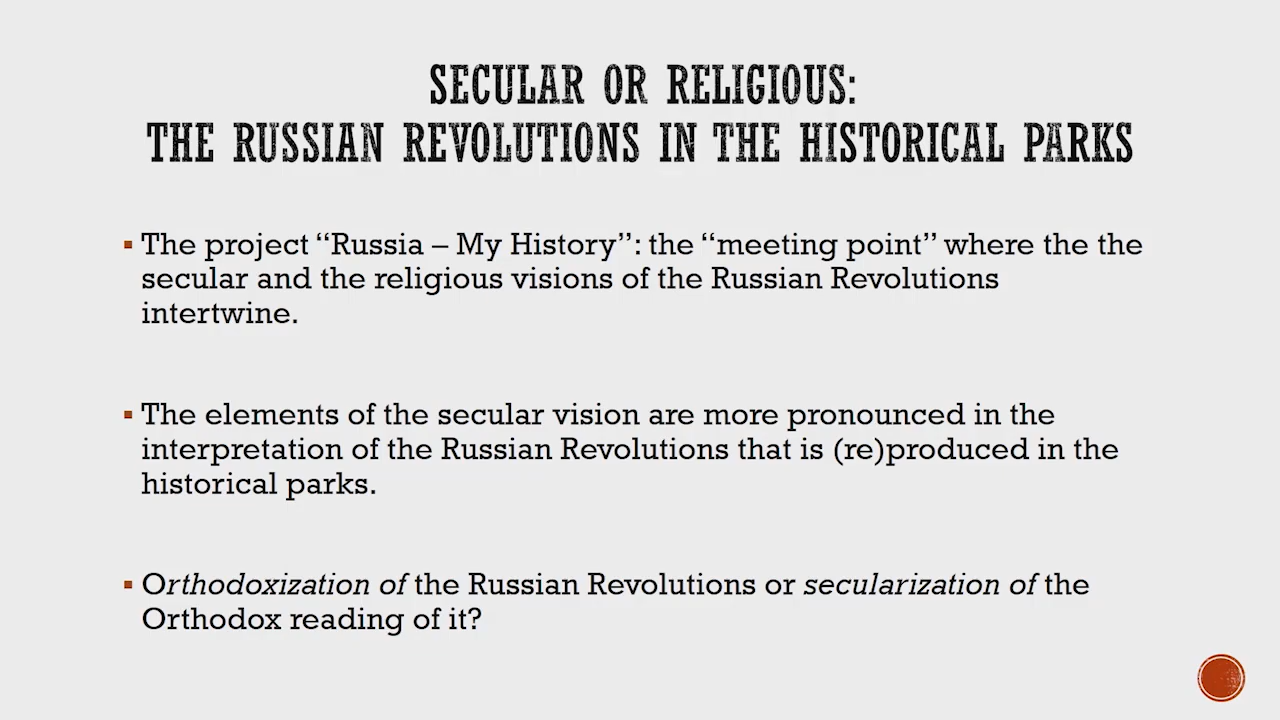 SECULAR OR RELIGIOUS:
THE RUSSIAN REVOLUTIONS IN THE HISTORICAL PARKS
The project “Russia – My History”: the “meeting point” where the the
secular and the religious visions of the Russian Revolutions
intertwine.
The elements of the secular vision are more pronounced in the
interpretation of the Russian Revolutions that is (re)produced in the
historical parks.
Orthodoxization of the Russian Revolutions or secularization of the
Orthodox reading of it?